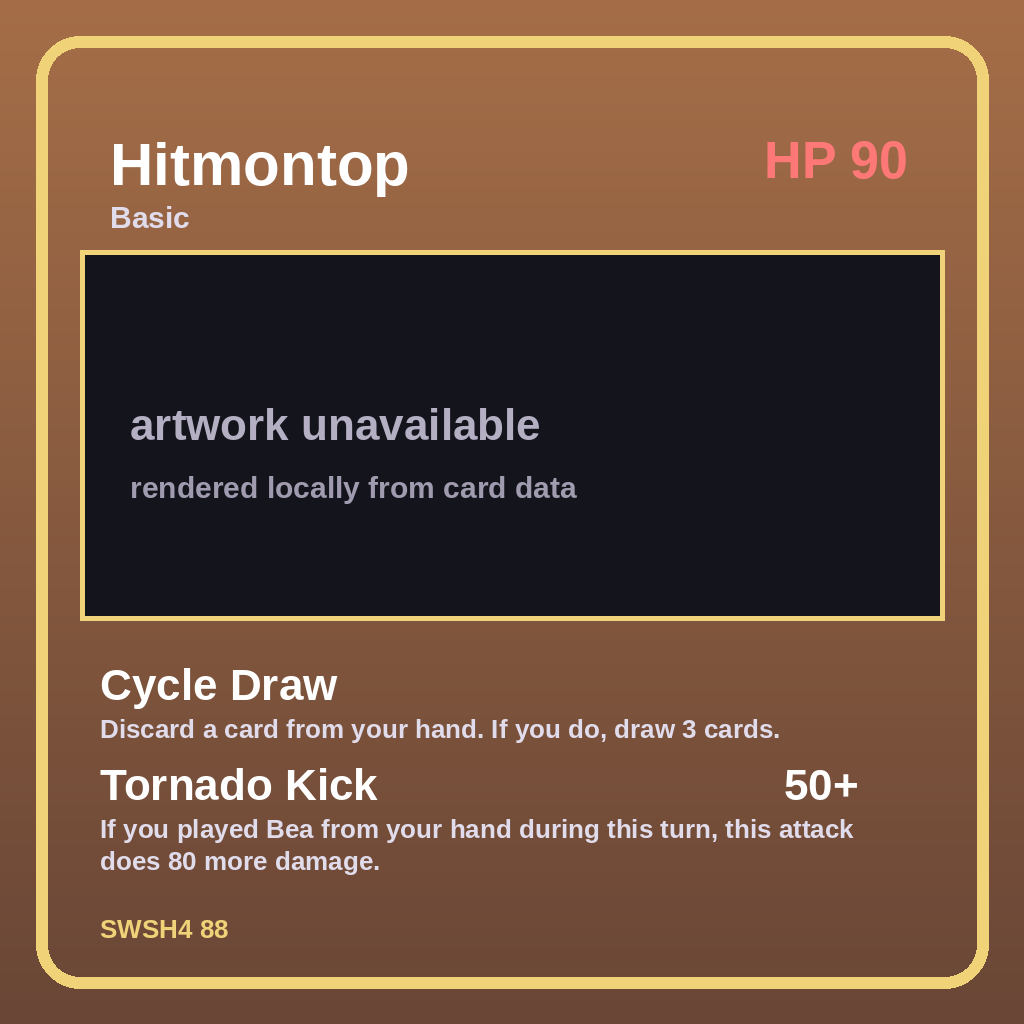 Hitmontop
HP 90
Basic
artwork unavailable
rendered locally from card data
Cycle Draw
Discard a card from your hand. If you do, draw 3 cards.
Tornado Kick
50+
If you played Bea from your hand during this turn, this attack
does 80 more damage.
SWSH4 88